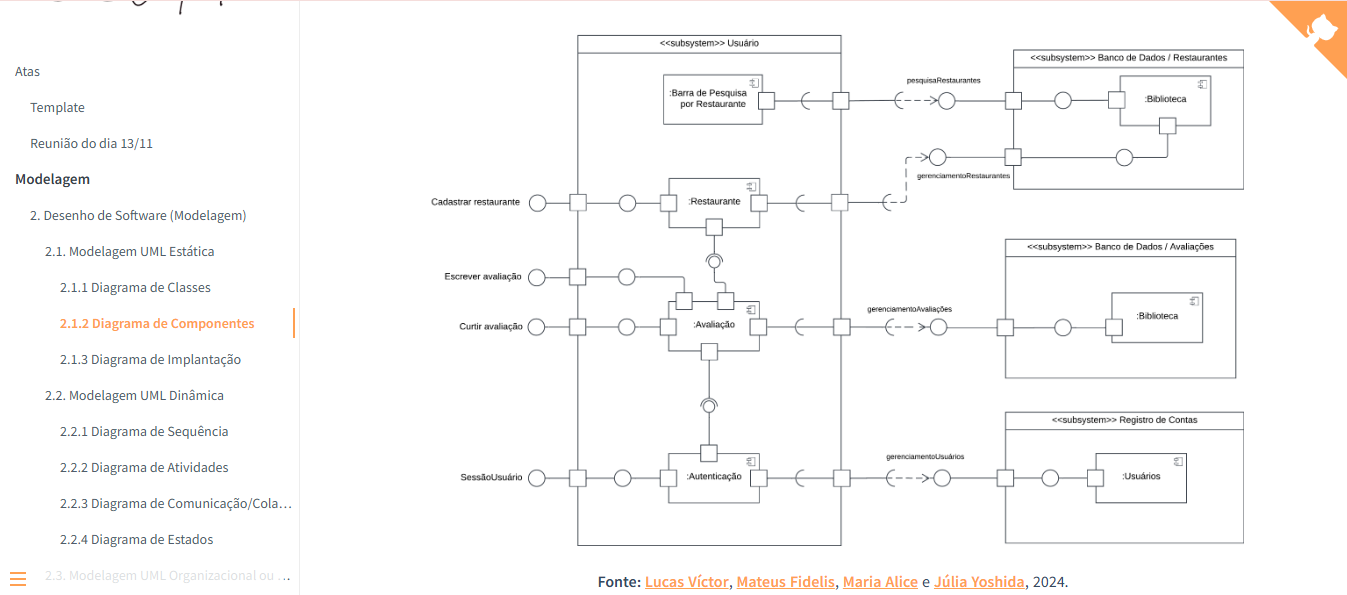 Atas
Template
Reunião do dia 13/11
Modelagem
2. Desenho de Software (Modelagem)
2.1. Modelagem UML Estática
2.1.1 Diagrama de Classes
2.1.2 Diagrama de Componentes
2.1.3 Diagrama de Implantação
2.2. Modelagem UML Dinâmica
2.2.1 Diagrama de Sequência
2.2.2 Diagrama de Atividades
2.2.3 Diagrama de Comunicação/Cola...
2.2.4 Diagrama de Estados
2.3. Modelagem UML Organizacional ou ...
<<subsystem>> Usuário
:Barra de Pesquisa
por Restaurante
pesquisaRestaurantes
<<subsystem>> Banco de Dados / Restaurantes
:Biblioteca
gerenciamentoRestaurantes
Cadastrar restaurante
:Restaurante
Escrever avaliação
Curtir avaliação
:Avaliação
gerenciamentoAvaliações
<<subsystem>> Banco de Dados / Avaliações
:Biblioteca
SessãoUsuário
:Autenticação
gerenciamentoUsuários
<<subsystem>> Registro de Contas
:Usuários
Fonte: Lucas Víctor, Mateus Fidelis, Maria Alice e Júlia Yoshida, 2024.